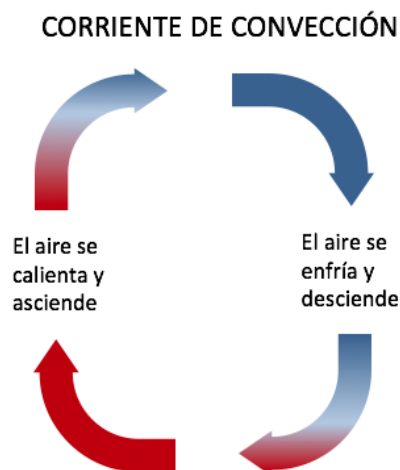 CORRIENTE DE CONVECCIÓN
El aire se
calienta y
asciende
El aire se
enfría y
desciende